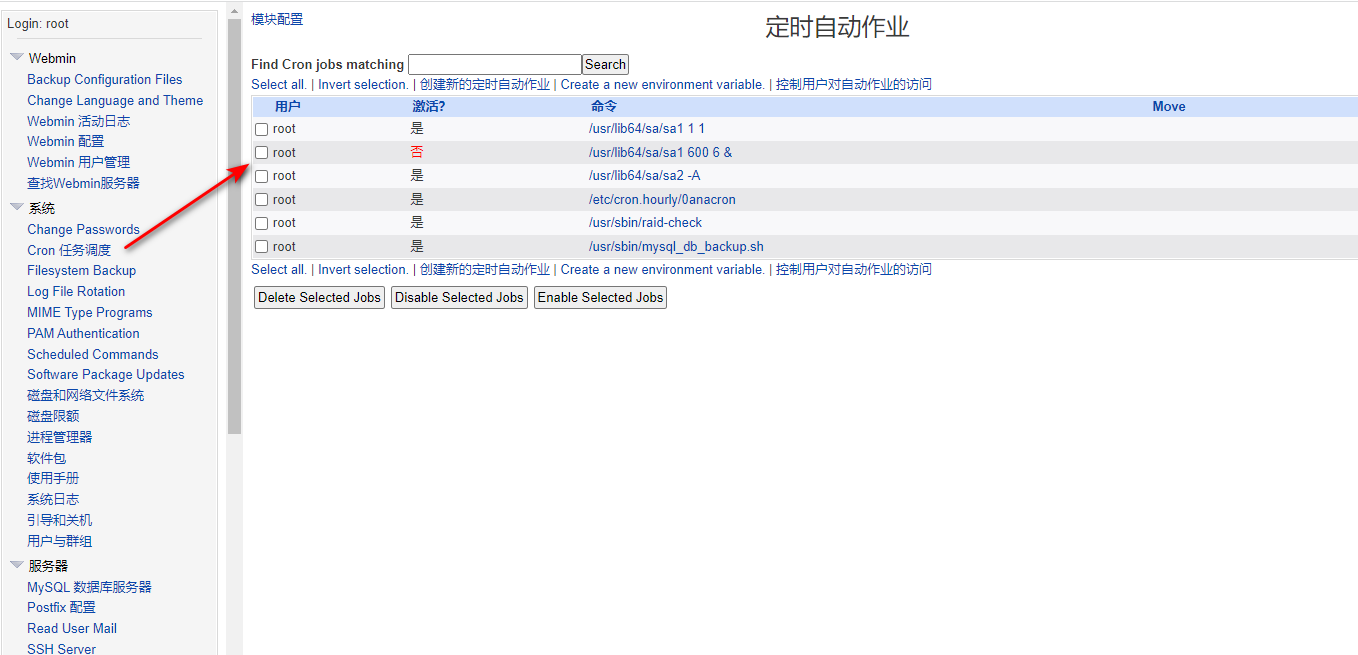 Login: root
Webmin
Backup Configuration Files
Change Language and Theme
Webmin 活动日志
Webmin 配置
Webmin 用户管理
查找Webmin服务器
系统
Change Passwords
Cron 任务调度
Filesystem Backup
Log File Rotation
MIME Type Programs
PAM Authentication
Scheduled Commands
Software Package Updates
磁盘和网络文件系统
磁盘限额
进程管理器
软件包
使用手册
系统日志
引导和关机
用户与群组
服务器
MySQL 数据库服务器
Postfix 配置
Read User Mail
SSH Server
模块配置
定时自动作业
Find Cron jobs matching Search
Select all. | Invert selection. | 创建新的定时自动作业 | Create a new environment variable. | 控制用户对自动作业的访问
用户 激活? 命令 Move
root 是 /usr/lib64/sa/sa1 1 1
root 否 /usr/lib64/sa/sa1 600 6 &
root 是 /usr/lib64/sa/sa2 -A
root 是 /etc/cron.hourly/0anacron
root 是 /usr/sbin/raid-check
root 是 /usr/sbin/mysql_db_backup.sh
Select all. | Invert selection. | 创建新的定时自动作业 | Create a new environment variable. | 控制用户对自动作业的访问
Delete Selected Jobs Disable Selected Jobs Enable Selected Jobs